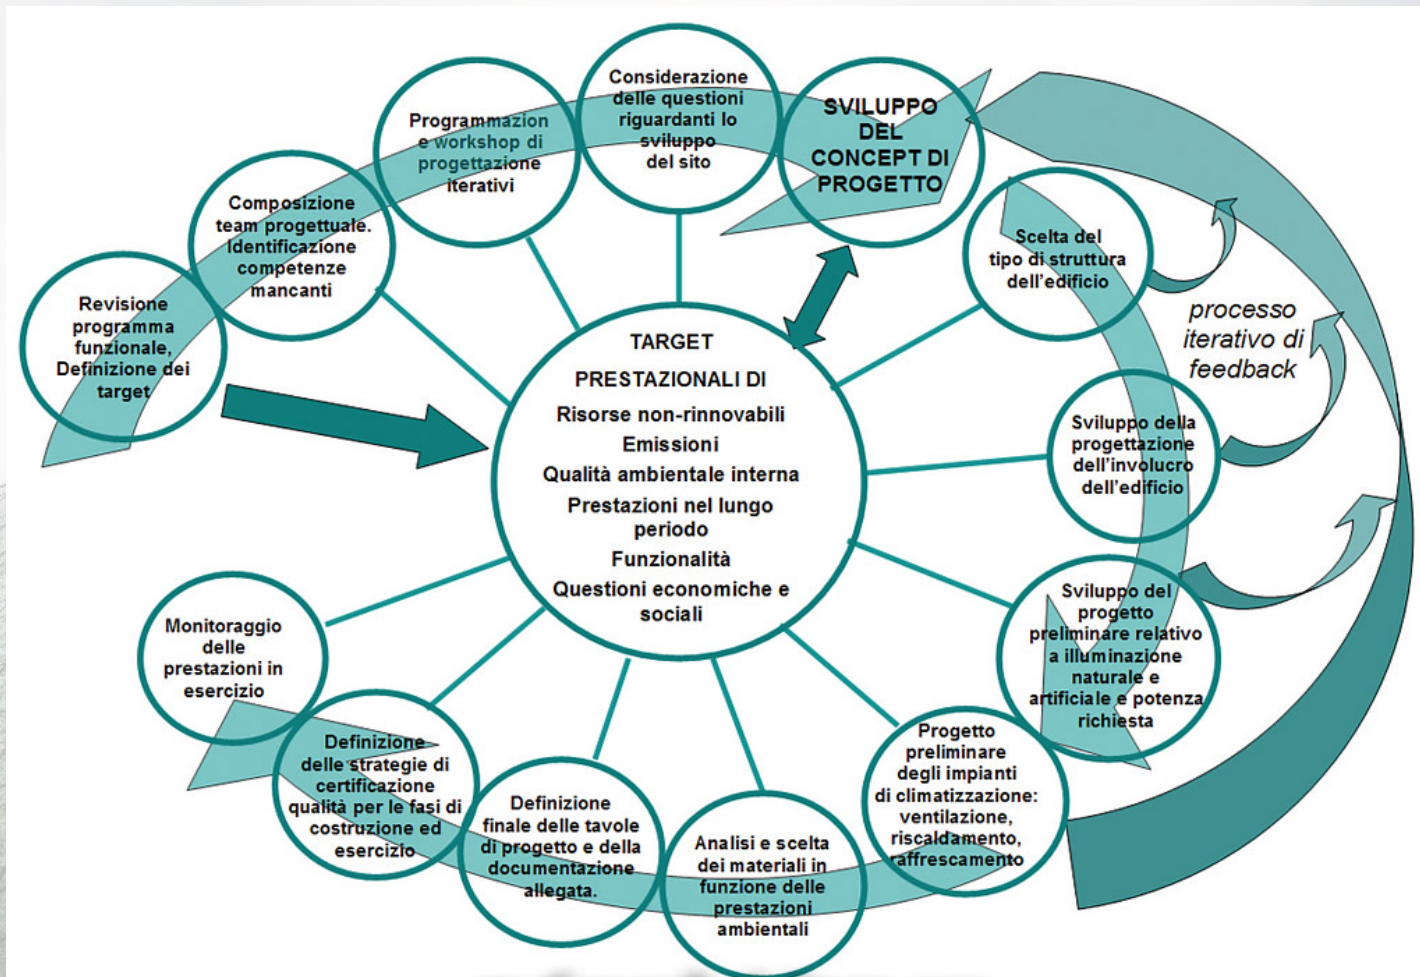 Revisione
programma
funzionale,
Definizione dei
target
Composizione
team progettuale.
Identificazione
competenze
mancanti
Programmazion
e workshop di
progettazione
iterativi
Considerazione
delle questioni
riguardanti lo
sviluppo
del sito
SVILUPPO
DEL
CONCEPT DI
PROGETTO
Scelta del
tipo di struttura
dell'edificio
processo
iterativo di
feedback
Sviluppo della
progettazione
dell'involucro
dell'edificio
Sviluppo del
progetto
preliminare relativo
a illuminazione
naturale e
artificiale e potenza
richiesta
Progetto
preliminare
degli impianti
di climatizzazione:
ventilazione,
riscaldamento,
raffrescamento
Analisi e scelta
dei materiali in
funzione delle
prestazioni
ambientali
Definizione
finale delle tavole
di progetto e della
documentazione
allegata.
Definizione
delle strategie di
certificazione
qualità per le fasi di
costruzione ed
esercizio
Monitoraggio
delle
prestazioni in
esercizio
TARGET
PRESTAZIONALI DI
Risorse non-rinnovabili
Emissioni
Qualità ambientale interna
Prestazioni nel lungo
periodo
Funzionalità
Questioni economiche e
sociali